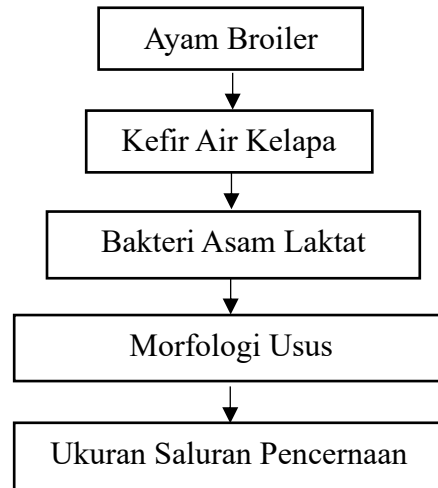 Ayam Broiler
Kefir Air Kelapa
Bakteri Asam Laktat
Morfologi Usus
Ukuran Saluran Pencernaan